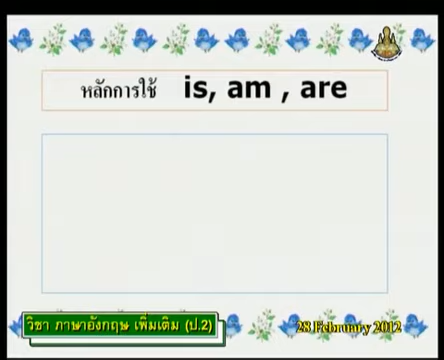 หลักการใช้ is, am , are
วิชา ภาษาอังกฤษ เพิ่มเติม (ป.2)
28 February 2012